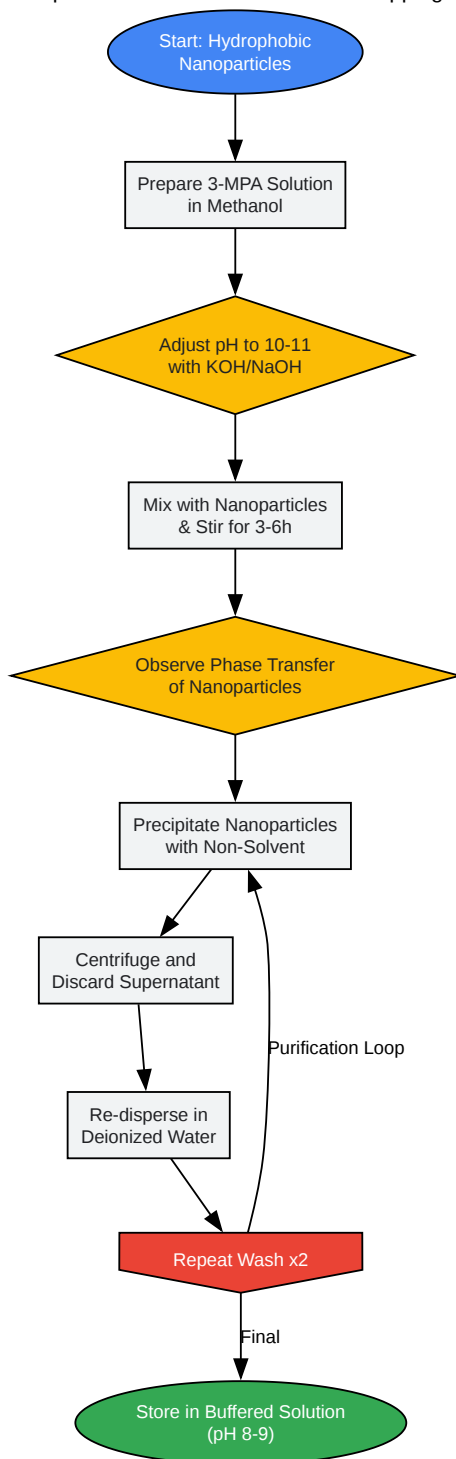 Start: Hydrophobic
Nanoparticles
Prepare 3-MPA Solution
in Methanol
Adjust pH to 10-11
with KOH/NaOH
Mix with Nanoparticles
& Stir for 3-6h
Observe Phase Transfer
of Nanoparticles
Precipitate Nanoparticles
with Non-Solvent
Centrifuge and
Discard Supernatant
Purification Loop
Re-disperse in
Deionized Water
Repeat Wash x2
Final
Store in Buffered Solution
(pH 8-9)